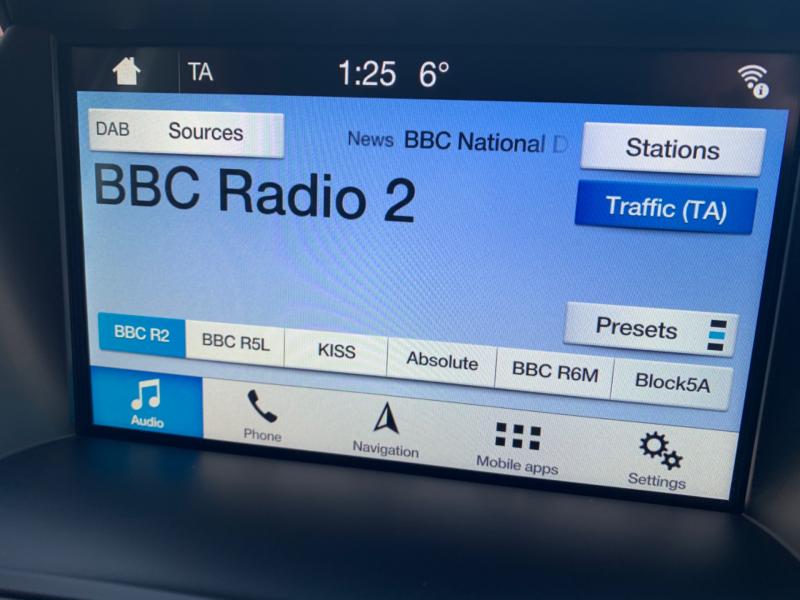 TA 1:25 6°
DAB Sources News BBC National D Stations
BBC Radio 2 Traffic (TA)
Presets
BBC R2 BBC R5L KISS Absolute BBC R6M Block5A
Audio Phone Navigation Mobile apps Settings